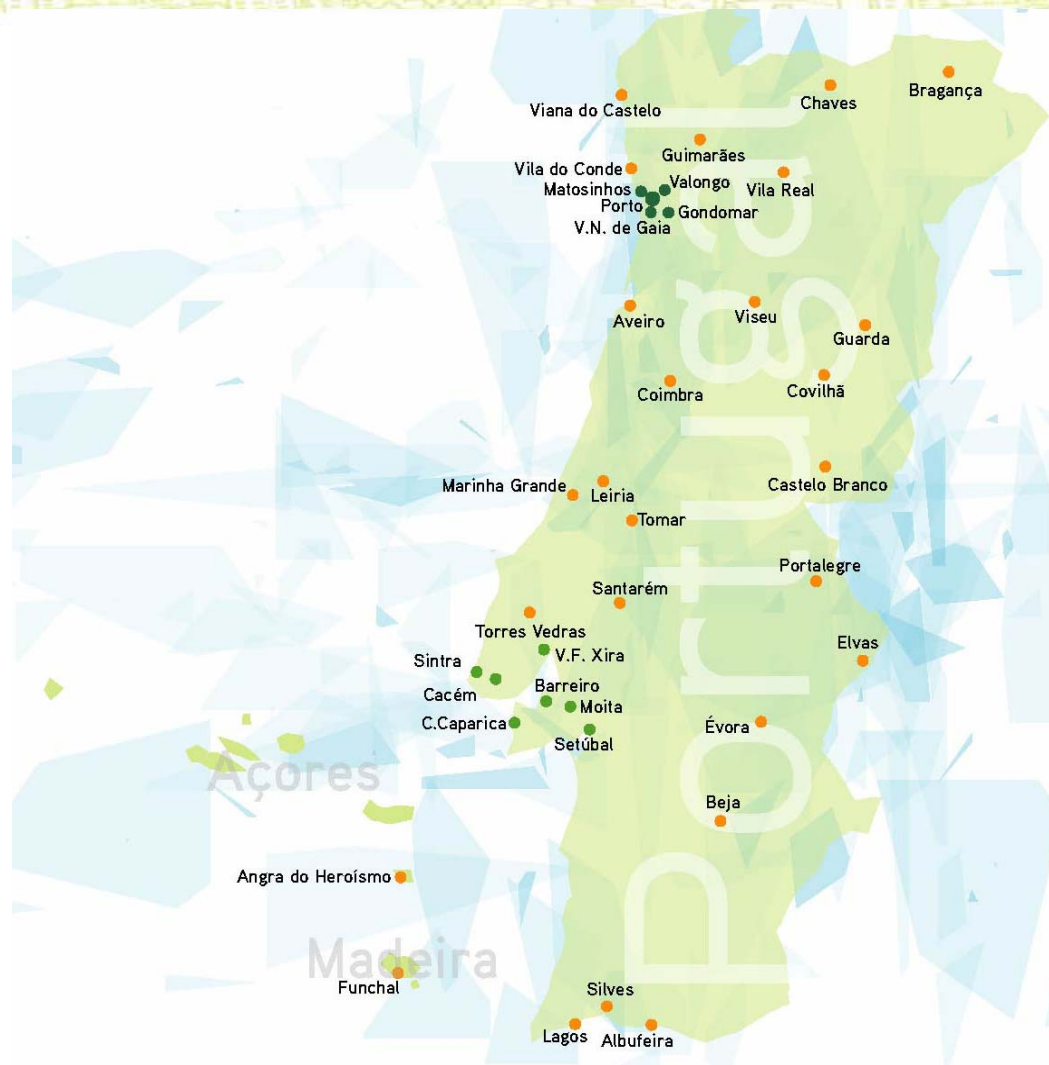 Bragança
Chaves
Viana do Castelo
Guimarães
Vila do Conde
Vila Real
Valongo
Matosinhos
Porto
Gondomar
V.N. de Gaia
Aveiro
Viseu
Guarda
Coimbra
Covilhã
Marinha Grande
Leiria
Castelo Branco
Tomar
Portugal
Portalegre
Santarém
Torres Vedras
V.F. Xira
Elvas
Sintra
Cacém
Barreiro
Moita
C.Caparica
Setúbal
Évora
Açores
Beja
Angra do Heroísmo
Madeira
Funchal
Silves
Lagos
Albufeira